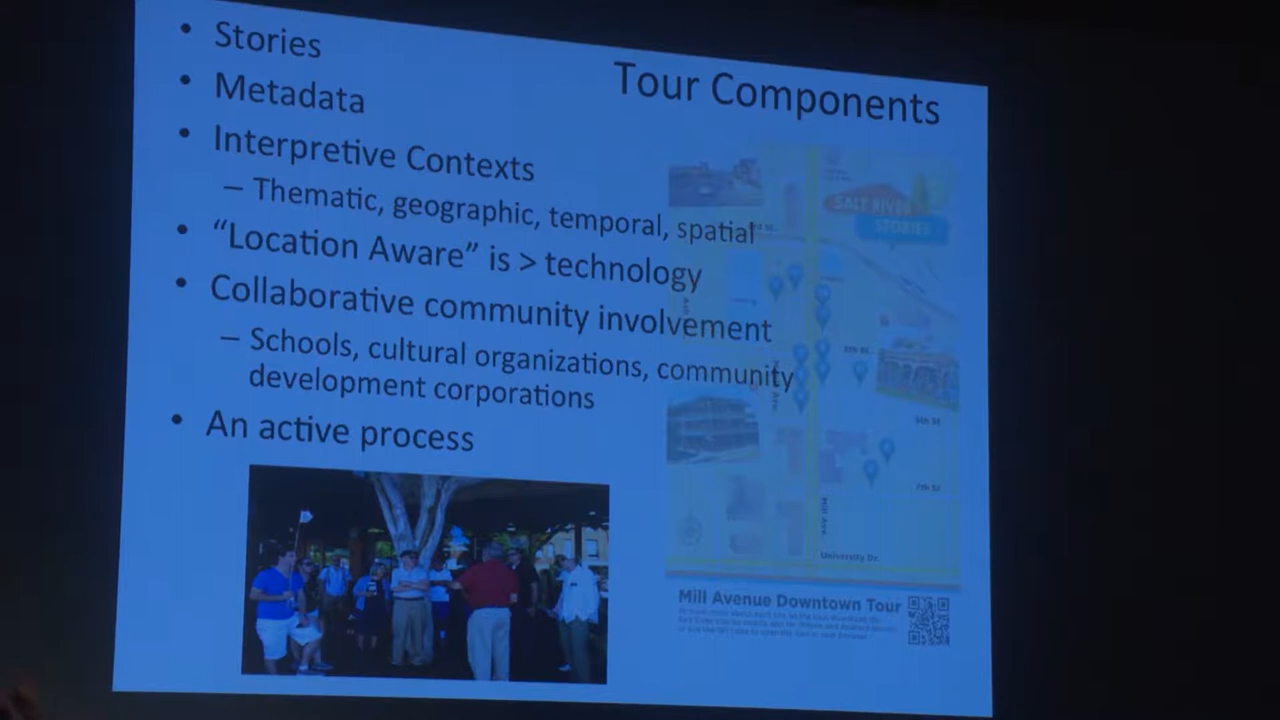 Tour Components
• Stories
• Metadata
• Interpretive Contexts
– Thematic, geographic, temporal, spatial
• “Location Aware” is > technology
• Collaborative community involvement
– Schools, cultural organizations, community
development corporations
• An active process
SALT RIVER
STORIES
5th St.
6th St
7th St
Mill Ave.
University Dr.
Mill Avenue Downtown Tour